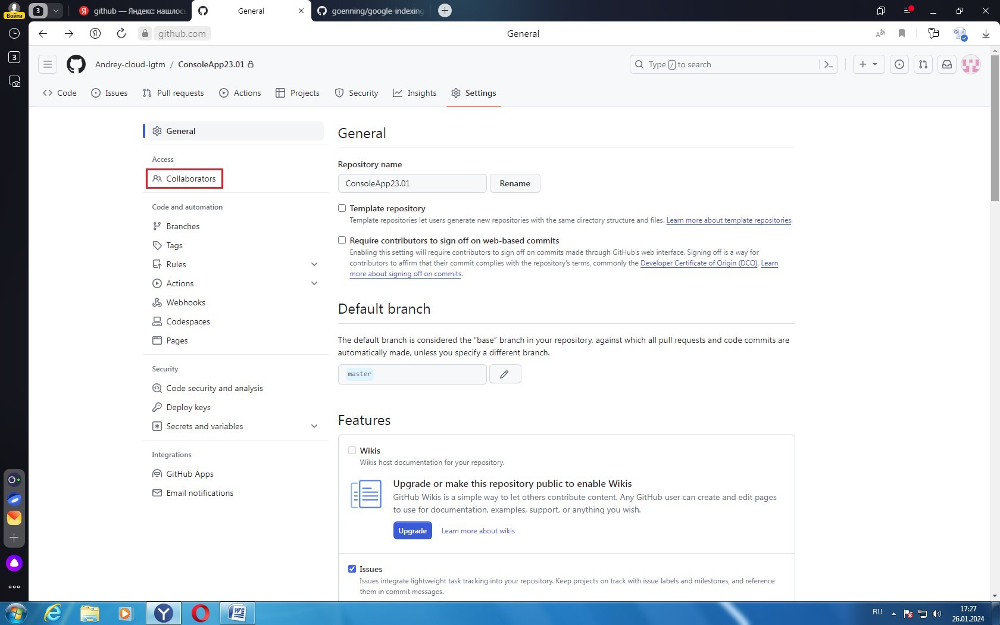 Войти
3
github — Яндекс: нашлось
General
goenning/google-indexing
github.com
General
3
Andrey-cloud-lgtm / ConsoleApp23.01
Type / to search
Code
Issues
Pull requests
Actions
Projects
Security
Insights
Settings
General
Access
Collaborators
Code and automation
Branches
Tags
Rules
Actions
Webhooks
Codespaces
Pages
Security
Code security and analysis
Deploy keys
Secrets and variables
Integrations
GitHub Apps
Email notifications
General
Repository name
ConsoleApp23.01
Rename
Template repository
Template repositories let users generate new repositories with the same directory structure and files. Learn more about template repositories.
Require contributors to sign off on web-based commits
Enabling this setting will require contributors to sign off on commits made through GitHub's web interface. Signing off is a way for
contributors to affirm that their commit complies with the repository's terms, commonly the Developer Certificate of Origin (DCO). Learn
more about signing off on commits.
Default branch
The default branch is considered the “base” branch in your repository, against which all pull requests and code commits are
automatically made, unless you specify a different branch.
master
Features
Wikis
Wikis host documentation for your repository.
Upgrade or make this repository public to enable Wikis
GitHub Wikis is a simple way to let others contribute content. Any GitHub user can create and edit pages
to use for documentation, examples, support, or anything you wish.
Upgrade
Learn more about wikis
Issues
Issues integrate lightweight task tracking into your repository. Keep projects on track with issue labels and milestones, and reference
them in commit messages.
RU
17:27
26.01.2024